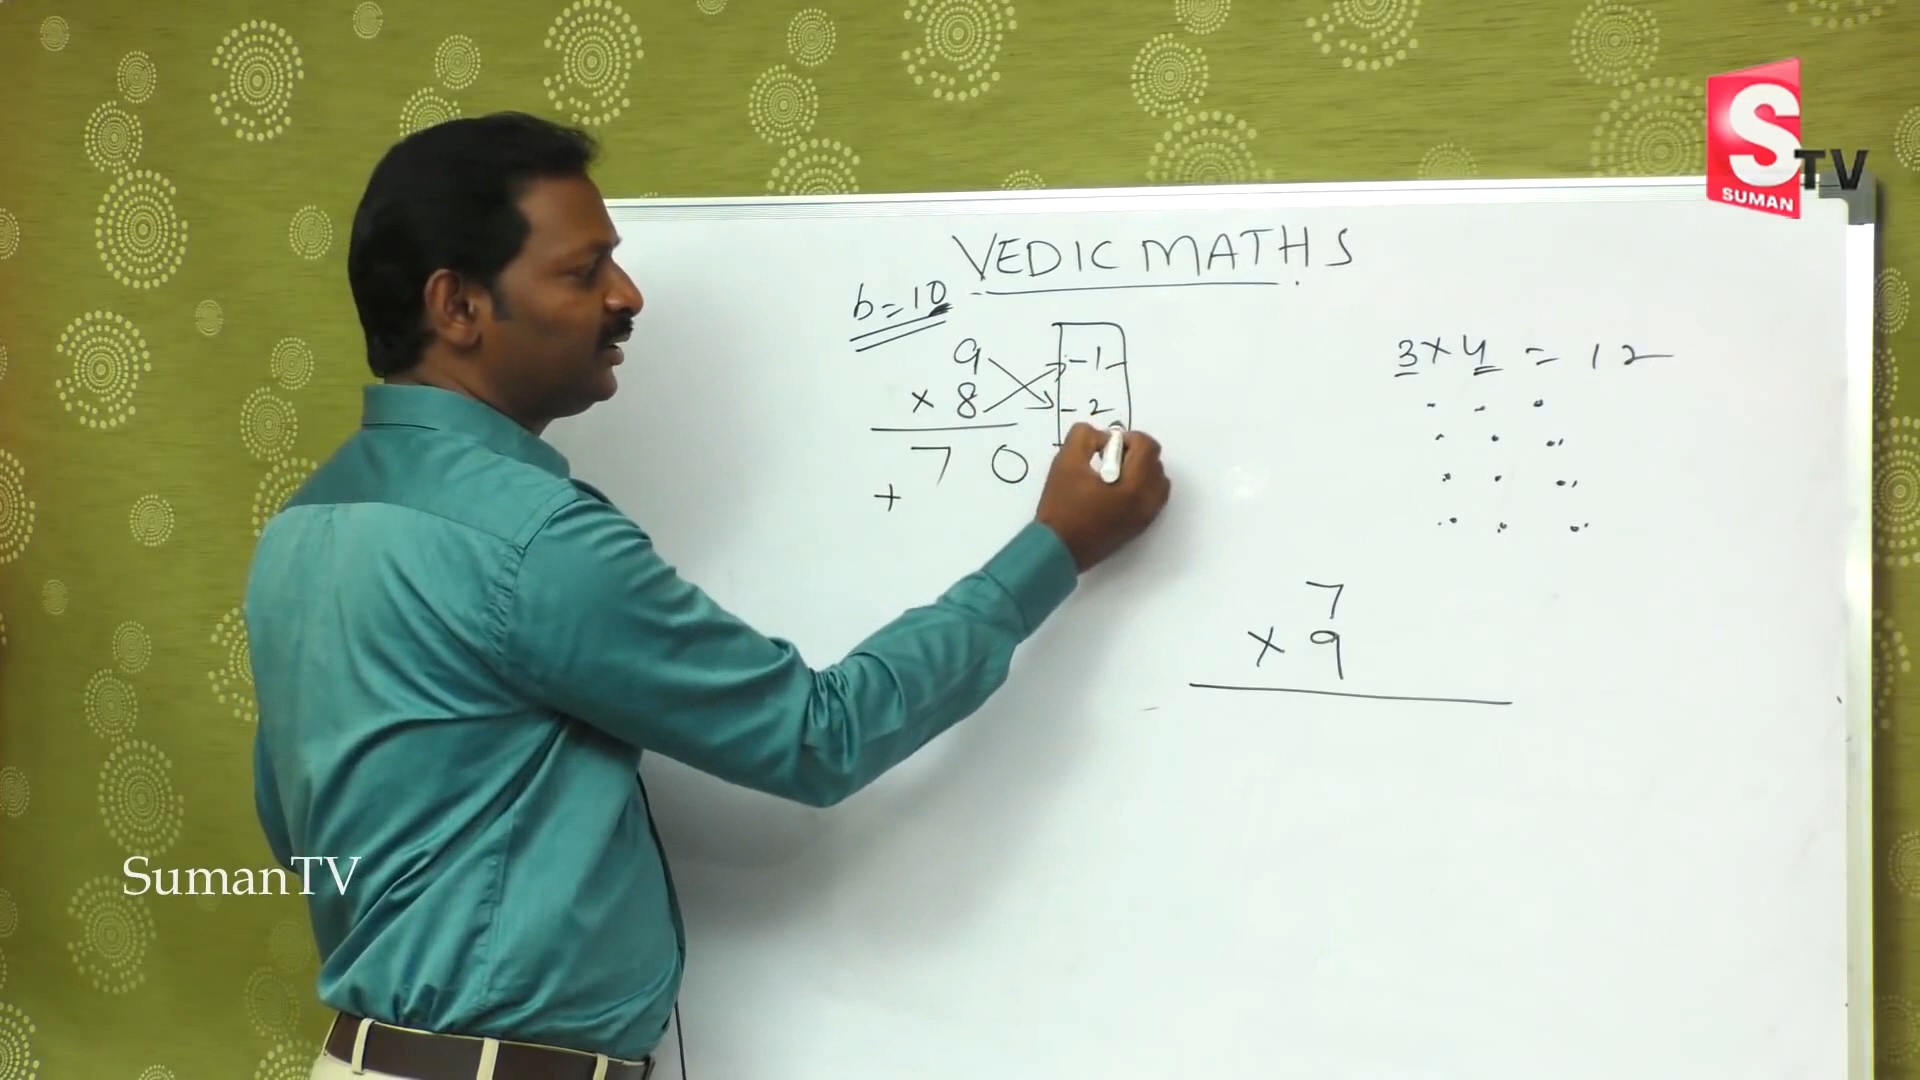 S TV
SUMAN
VEDIC MATHS
b=10
9 -1
× 8 -2
7 0
+
3×4 = 12
7
× 9
SumanTV